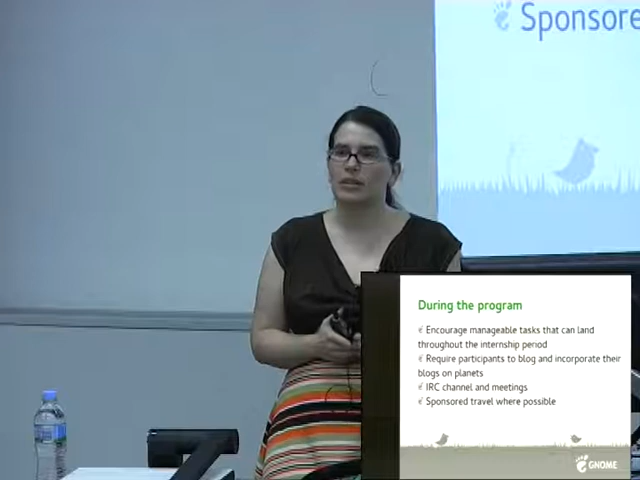 Sponsore
During the program
Encourage manageable tasks that can land
throughout the internship period
Require participants to blog and incorporate their
blogs on planets
IRC channel and meetings
Sponsored travel where possible
GNOME